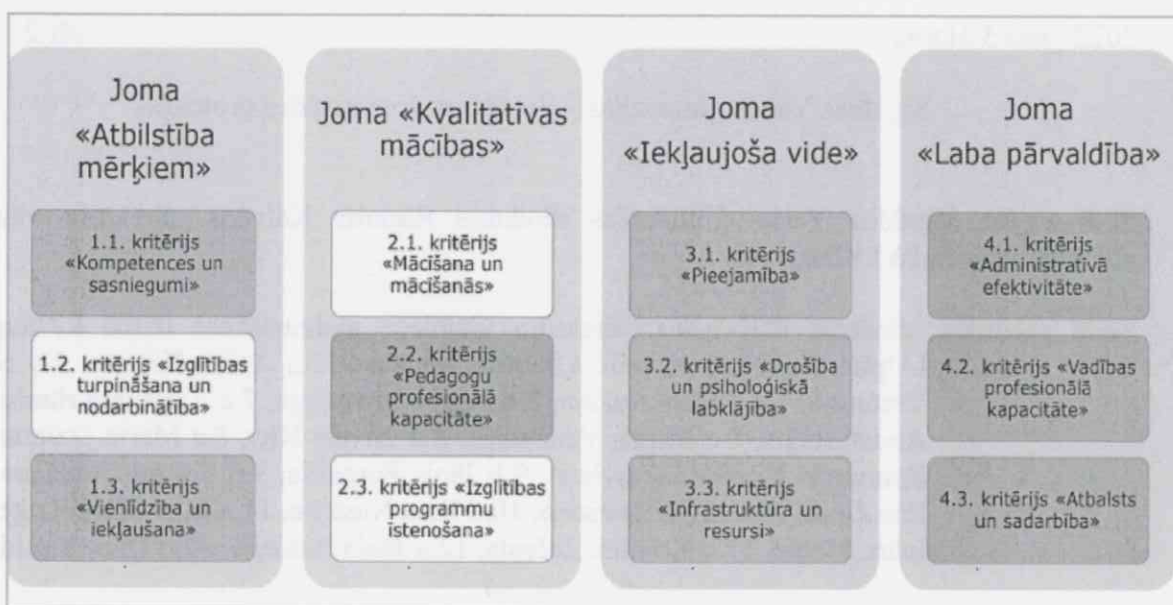 Joma
«Atbilstība
mērķiem»
1.1. kritērijs
«Kompetences un
sasniegumi»
1.2. kritērijs «Izglītības
turpināšana un
nodarbinātība»
1.3. kritērijs
«Vienlīdzība un
iekļaušana»
Joma «Kvalitatīvas
mācības»
2.1. kritērijs
«Mācīšana un
mācīšanās»
2.2. kritērijs
«Pedagogu
profesionālā
kapacitāte»
2.3. kritērijs «Izglītības
programmu
īstenošana»
Joma
«Iekļaujoša vide»
3.1. kritērijs
«Pieejamība»
3.2. kritērijs «Drošība
un psiholoģiskā
labklājība»
3.3. kritērijs
«Infrastruktūra un
resursi»
Joma
«Laba pārvaldība»
4.1. kritērijs
«Administratīvā
efektivitāte»
4.2. kritērijs «Vadības
profesionālā
kapacitāte»
4.3. kritērijs «Atbalsts
un sadarbība»